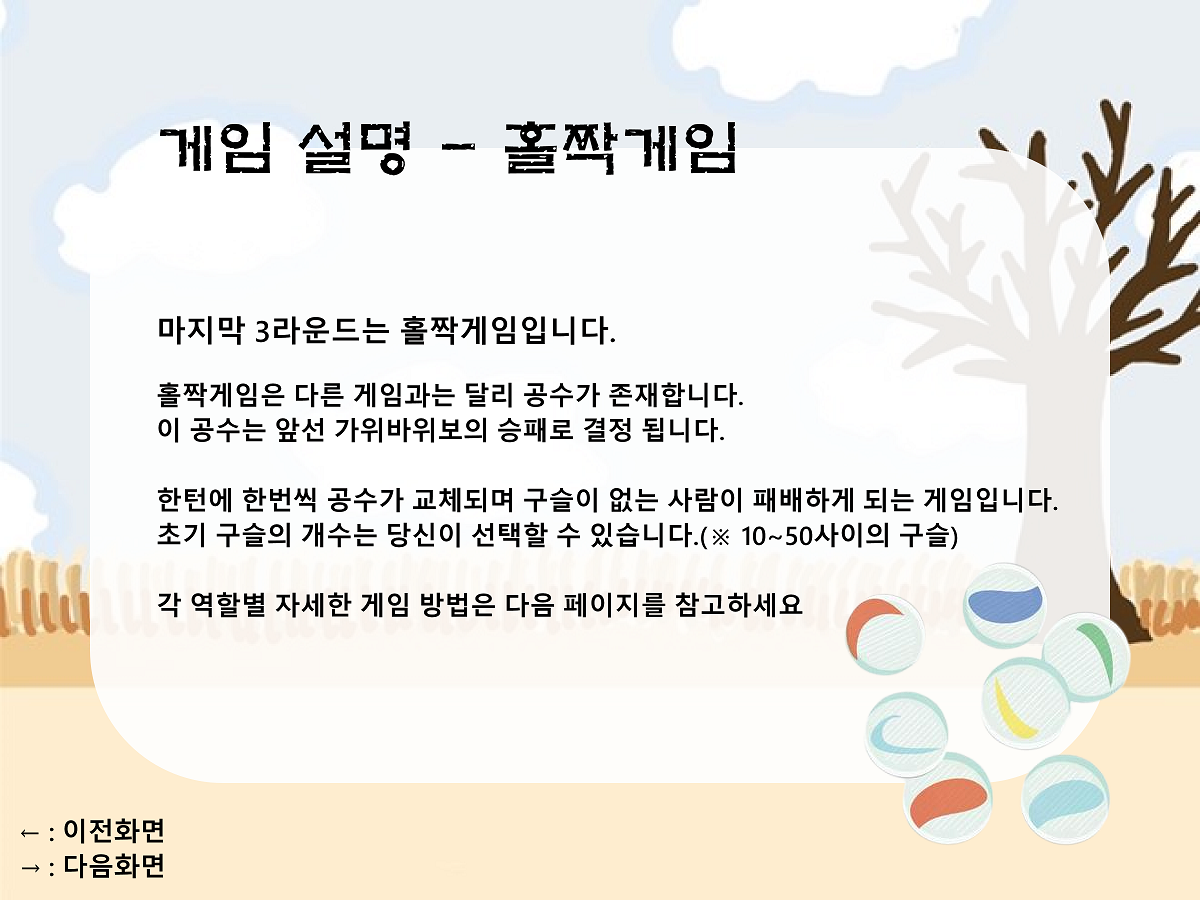 게임 설명 - 홀짝게임
마지막 3라운드는 홀짝게임입니다.
홀짝게임은 다른 게임과는 달리 공수가 존재합니다.
이 공수는 앞선 가위바위보의 승패로 결정 됩니다.
한턴에 한번씩 공수가 교체되며 구슬이 없는 사람이 패배하게 되는 게임입니다.
초기 구슬의 개수는 당신이 선택할 수 있습니다.(※ 10~50사이의 구슬)
각 역할별 자세한 게임 방법은 다음 페이지를 참고하세요
← : 이전화면
→ : 다음화면